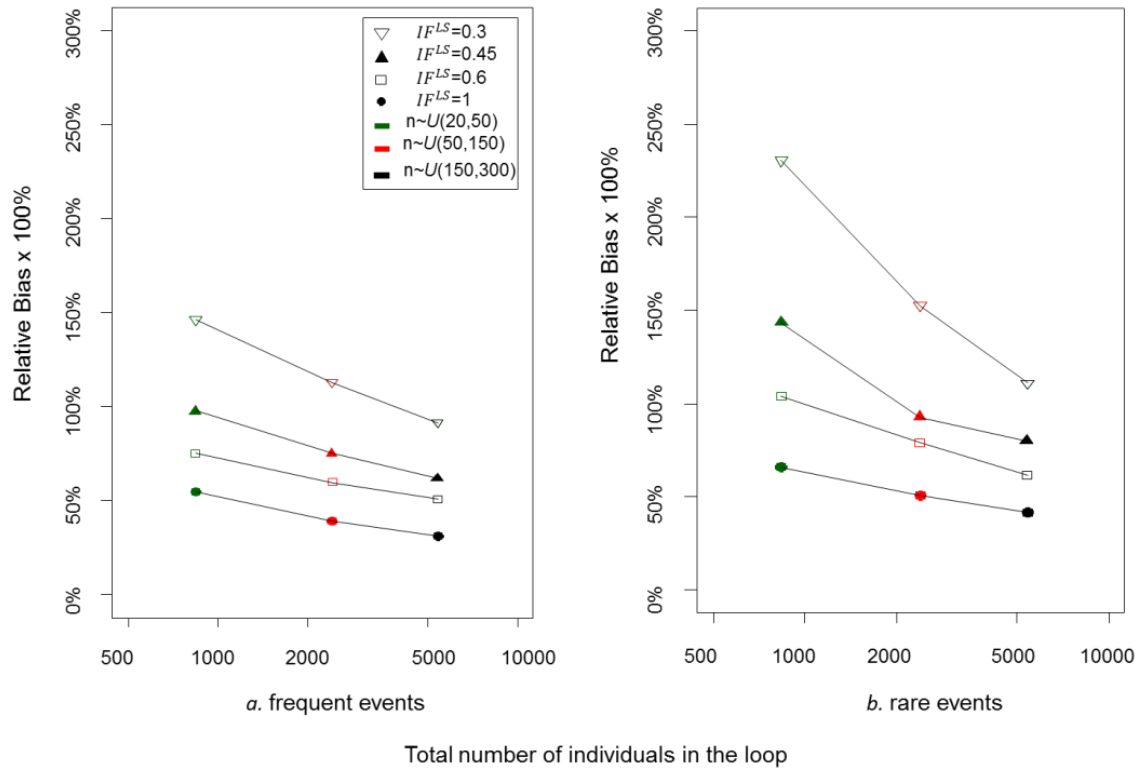 Relative Bias x 100%
300%
250%
200%
150%
100%
50%
0%
IF^LS=0.3
IF^LS=0.45
IF^LS=0.6
IF^LS=1
n~U(20,50)
n~U(50,150)
n~U(150,300)
500 1000 2000 5000 10000
a. frequent events
Relative Bias x 100%
300%
250%
200%
150%
100%
50%
0%
500 1000 2000 5000 10000
b. rare events
Total number of individuals in the loop